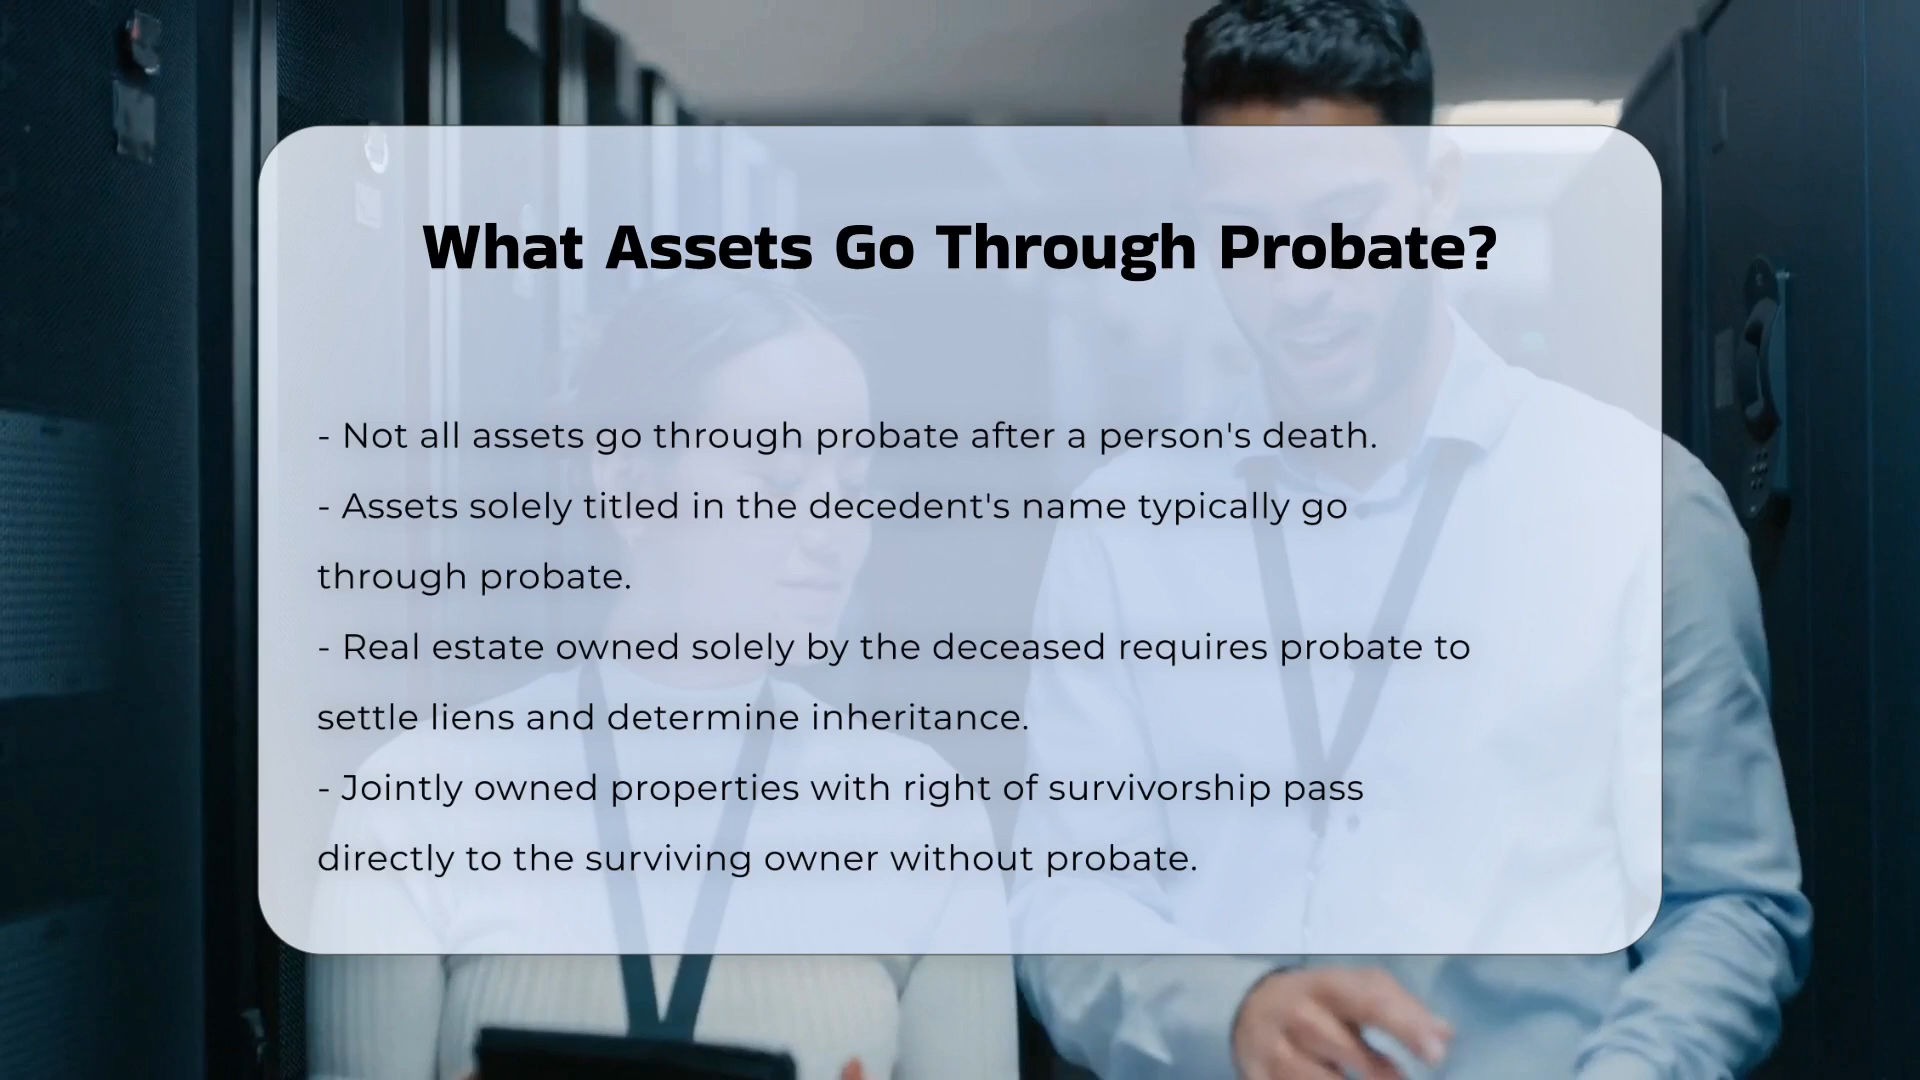 What Assets Go Through Probate?
- Not all assets go through probate after a person's death.
- Assets solely titled in the decedent's name typically go
through probate.
- Real estate owned solely by the deceased requires probate to
settle liens and determine inheritance.
- Jointly owned properties with right of survivorship pass
directly to the surviving owner without probate.